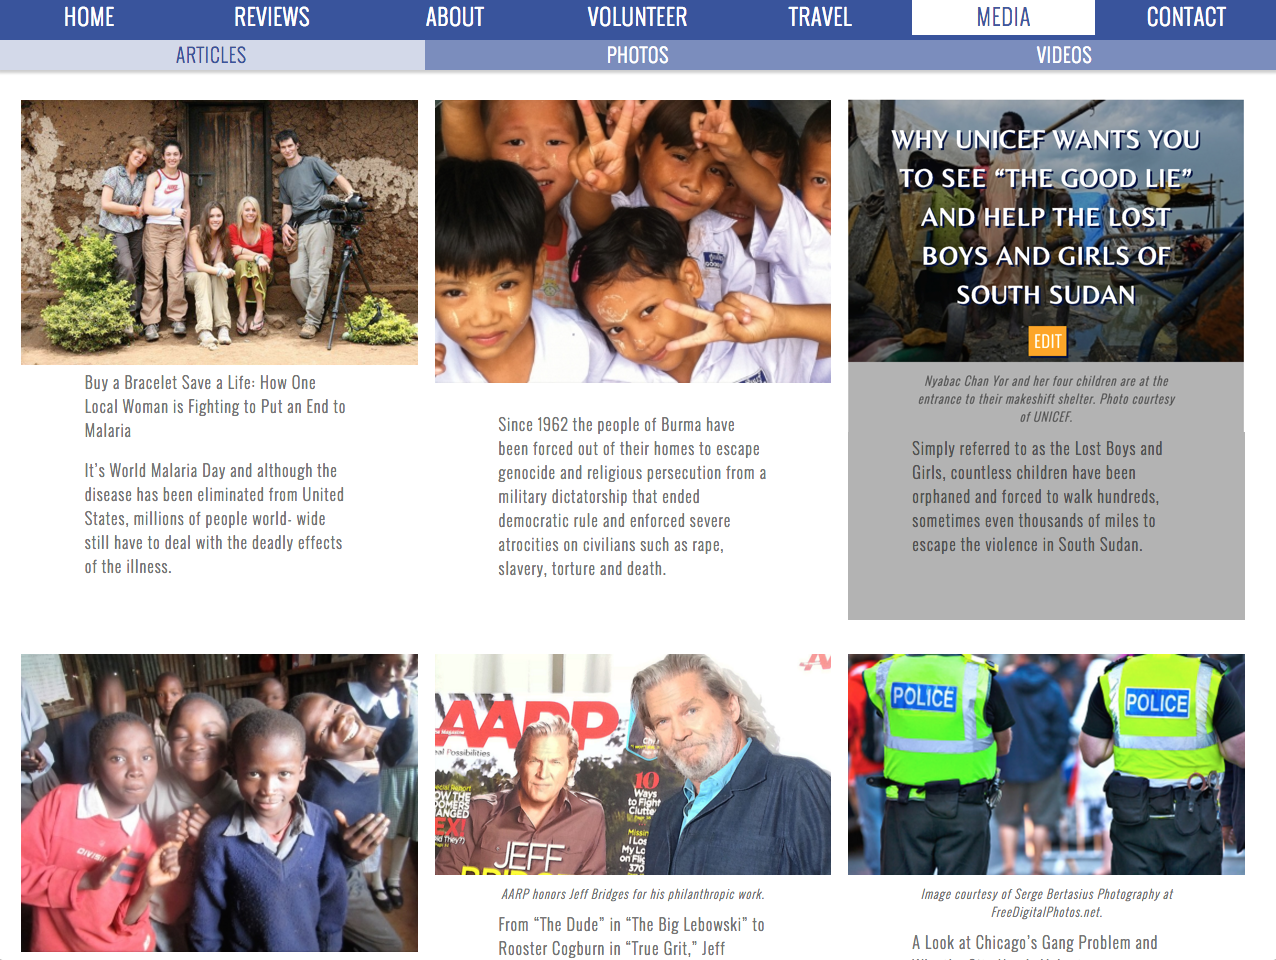 HOME REVIEWS ABOUT VOLUNTEER TRAVEL MEDIA CONTACT
ARTICLES PHOTOS VIDEOS
Buy a Bracelet Save a Life: How One
Local Woman is Fighting to Put an End to
Malaria
It’s World Malaria Day and although the
disease has been eliminated from United
States, millions of people world- wide
still have to deal with the deadly effects
of the illness.
Since 1962 the people of Burma have
been forced out of their homes to escape
genocide and religious persecution from a
military dictatorship that ended
democratic rule and enforced severe
atrocities on civilians such as rape,
slavery, torture and death.
WHY UNICEF WANTS YOU
TO SEE “THE GOOD LIE”
AND HELP THE LOST
BOYS AND GIRLS OF
SOUTH SUDAN
EDIT
Nyabac Chan Yor and her four children are at the
entrance to their makeshift shelter. Photo courtesy
of UNICEF.
Simply referred to as the Lost Boys and
Girls, countless children have been
orphaned and forced to walk hundreds,
sometimes even thousands of miles to
escape the violence in South Sudan.
AARP
Possibilities
10
Ways
to Fight
JEFF
AARP honors Jeff Bridges for his philanthropic work.
From “The Dude” in “The Big Lebowski” to
Rooster Cogburn in “True Grit,” Jeff
POLICE
POLICE
Image courtesy of Serge Bertasius Photography at
FreeDigitalPhotos.net.
A Look at Chicago’s Gang Problem and